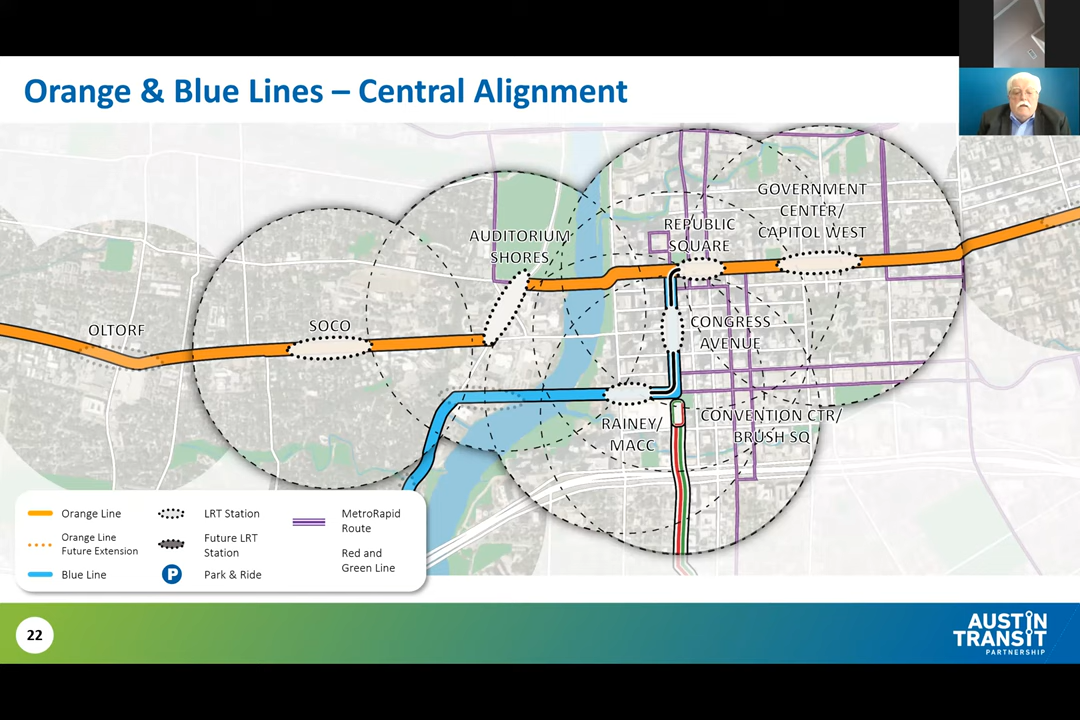 Orange & Blue Lines – Central Alignment
GOVERNMENT
CENTER/
CAPITOL WEST
AUDITORIUM
SHORES
REPUBLIC
SQUARE
OLTORF
SOCO
CONGRESS
AVENUE
RAINEY/
MACC
CONVENTION CTR/
BRUSH SQ
Orange Line
LRT Station
MetroRapid
Route
Orange Line
Future Extension
Future LRT
Station
Red and
Green Line
Blue Line
P
Park & Ride
22
AUSTIN
TRANSIT
PARTNERSHIP